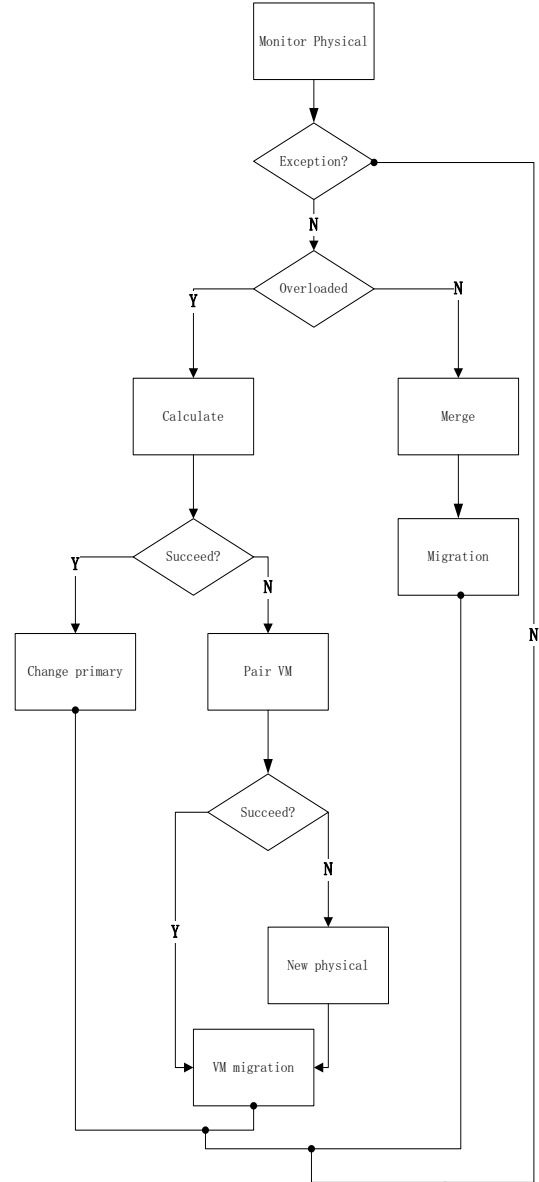 Monitor Physical
Exception?
N
Overloaded
Y
N
Calculate
Merge
Succeed?
Migration
Y
N
N
Change primary
Pair VM
Succeed?
N
Y
New physical
VM migration